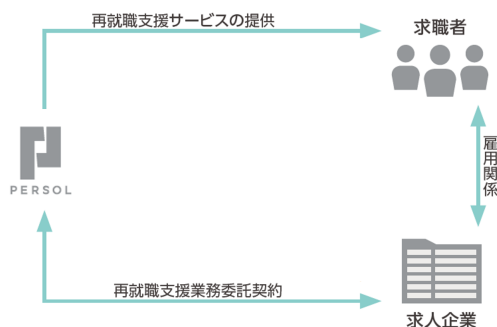 再就職支援サービスの提供
求職者
PERSOL
雇用関係
再就職支援業務委託契約
求人企業